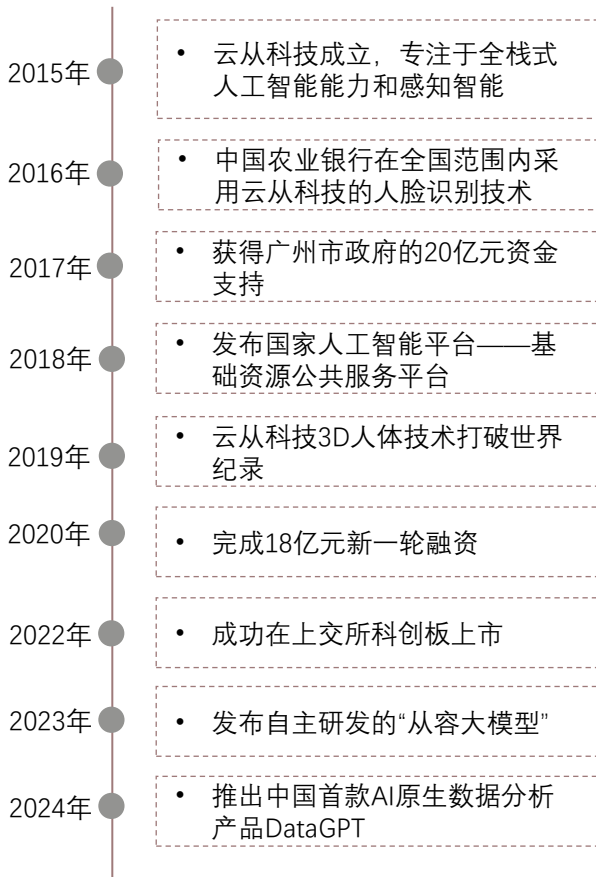 2015年
• 云从科技成立，专注于全栈式
人工智能能力和感知智能
2016年
• 中国农业银行在全国范围内采
用云从科技的人脸识别技术
2017年
• 获得广州市政府的20亿元资金
支持
2018年
• 发布国家人工智能平台——基
础资源公共服务平台
2019年
• 云从科技3D人体技术打破世界
纪录
2020年
• 完成18亿元新一轮融资
2022年
• 成功在上交所科创板上市
2023年
• 发布自主研发的“从容大模型”
2024年
• 推出中国首款AI原生数据分析
产品DataGPT